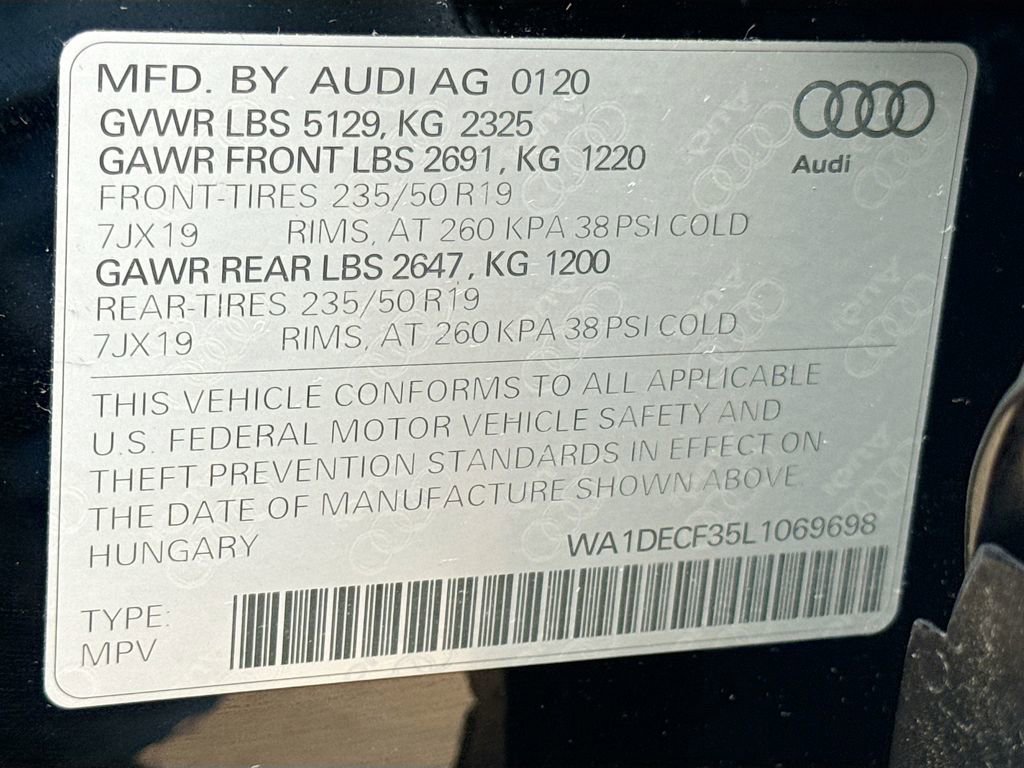 MFD. BY AUDI AG 0120
GVWR LBS 5129, KG 2325
GAWR FRONT LBS 2691, KG 1220
FRONT-TIRES 235/50 R19
7JX19 RIMS, AT 260 KPA 38 PSI COLD
GAWR REAR LBS 2647, KG 1200
REAR-TIRES 235/50 R19
7JX19 RIMS, AT 260 KPA 38 PSI COLD
Audi
THIS VEHICLE CONFORMS TO ALL APPLICABLE
U.S. FEDERAL MOTOR VEHICLE SAFETY AND
THEFT PREVENTION STANDARDS IN EFFECT ON
THE DATE OF MANUFACTURE SHOWN ABOVE.
HUNGARY WA1DECF35L1069698
TYPE:
MPV